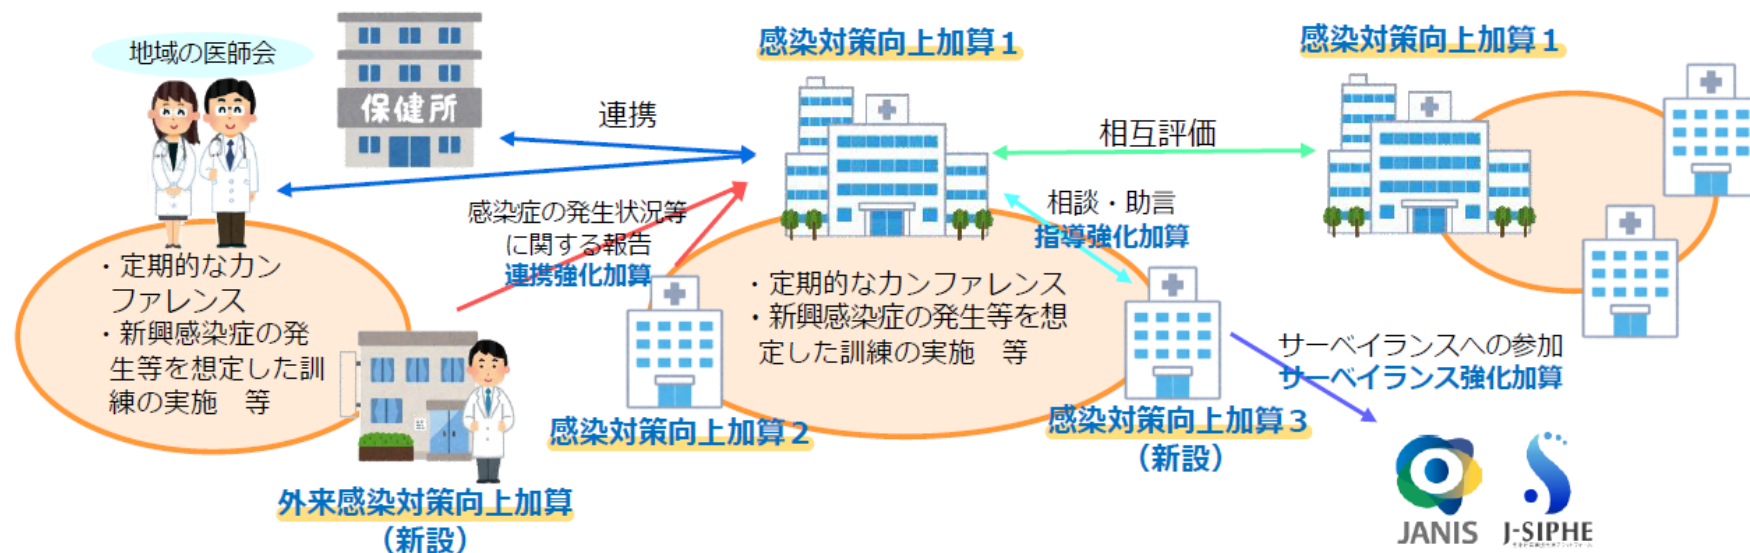 地域の医師会
保健所
連携
感染対策向上加算１
相互評価
感染対策向上加算１
感染症の発生状況等
に関する報告
連携強化加算
相談・助言
指導強化加算
・定期的なカン
ファレンス
・新興感染症の発
生等を想定した訓
練の実施　等
・定期的なカンファレンス
・新興感染症の発生等を想
定した訓練の実施　等
サーベイランスへの参加
サーベイランス強化加算
感染対策向上加算２
感染対策向上加算３
（新設）
外来感染対策向上加算
（新設）
JANIS
J-SIPHE